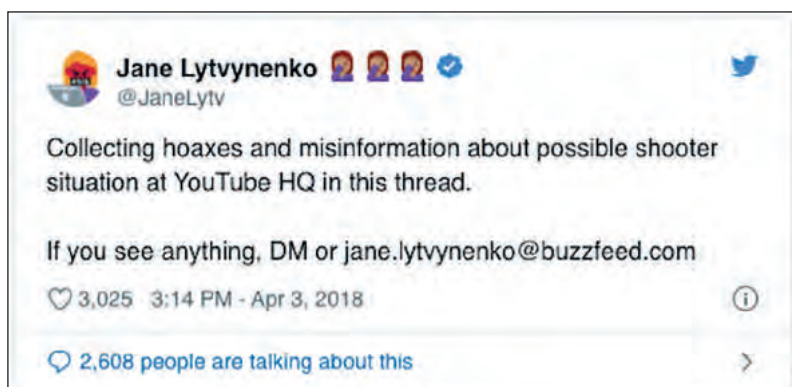 Jane Lytvynenko 🤦🏽‍♀️ 🤦🏽‍♀️ 🤦🏽‍♀️
@JaneLytv
Collecting hoaxes and misinformation about possible shooter
situation at YouTube HQ in this thread.
If you see anything, DM or jane.lytvynenko@buzzfeed.com
3,025 3:14 PM - Apr 3, 2018
2,608 people are talking about this